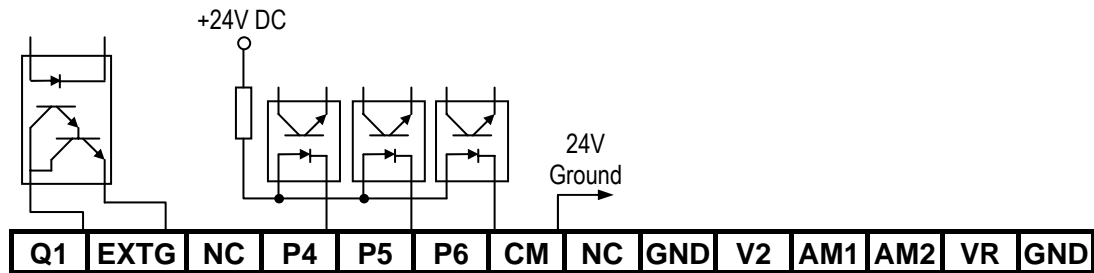 +24V DC
24V
Ground
Q1 EXTG NC P4 P5 P6 CM NC GND V2 AM1 AM2 VR GND